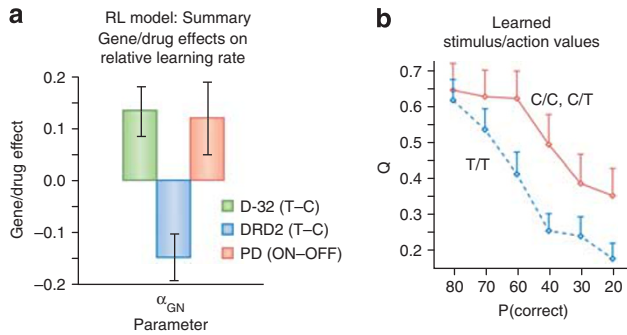 a
RL model: Summary
Gene/drug effects on
relative learning rate
0.2
0.1
0.0
−0.1
−0.2
Gene/drug effect
D-32 (T–C)
DRD2 (T–C)
PD (ON–OFF)
αGN
Parameter
b
Learned
stimulus/action values
0.7
0.6
0.5
0.4
0.3
0.2
Q
C/C, C/T
T/T
80 70 60 40 30 20
P(correct)